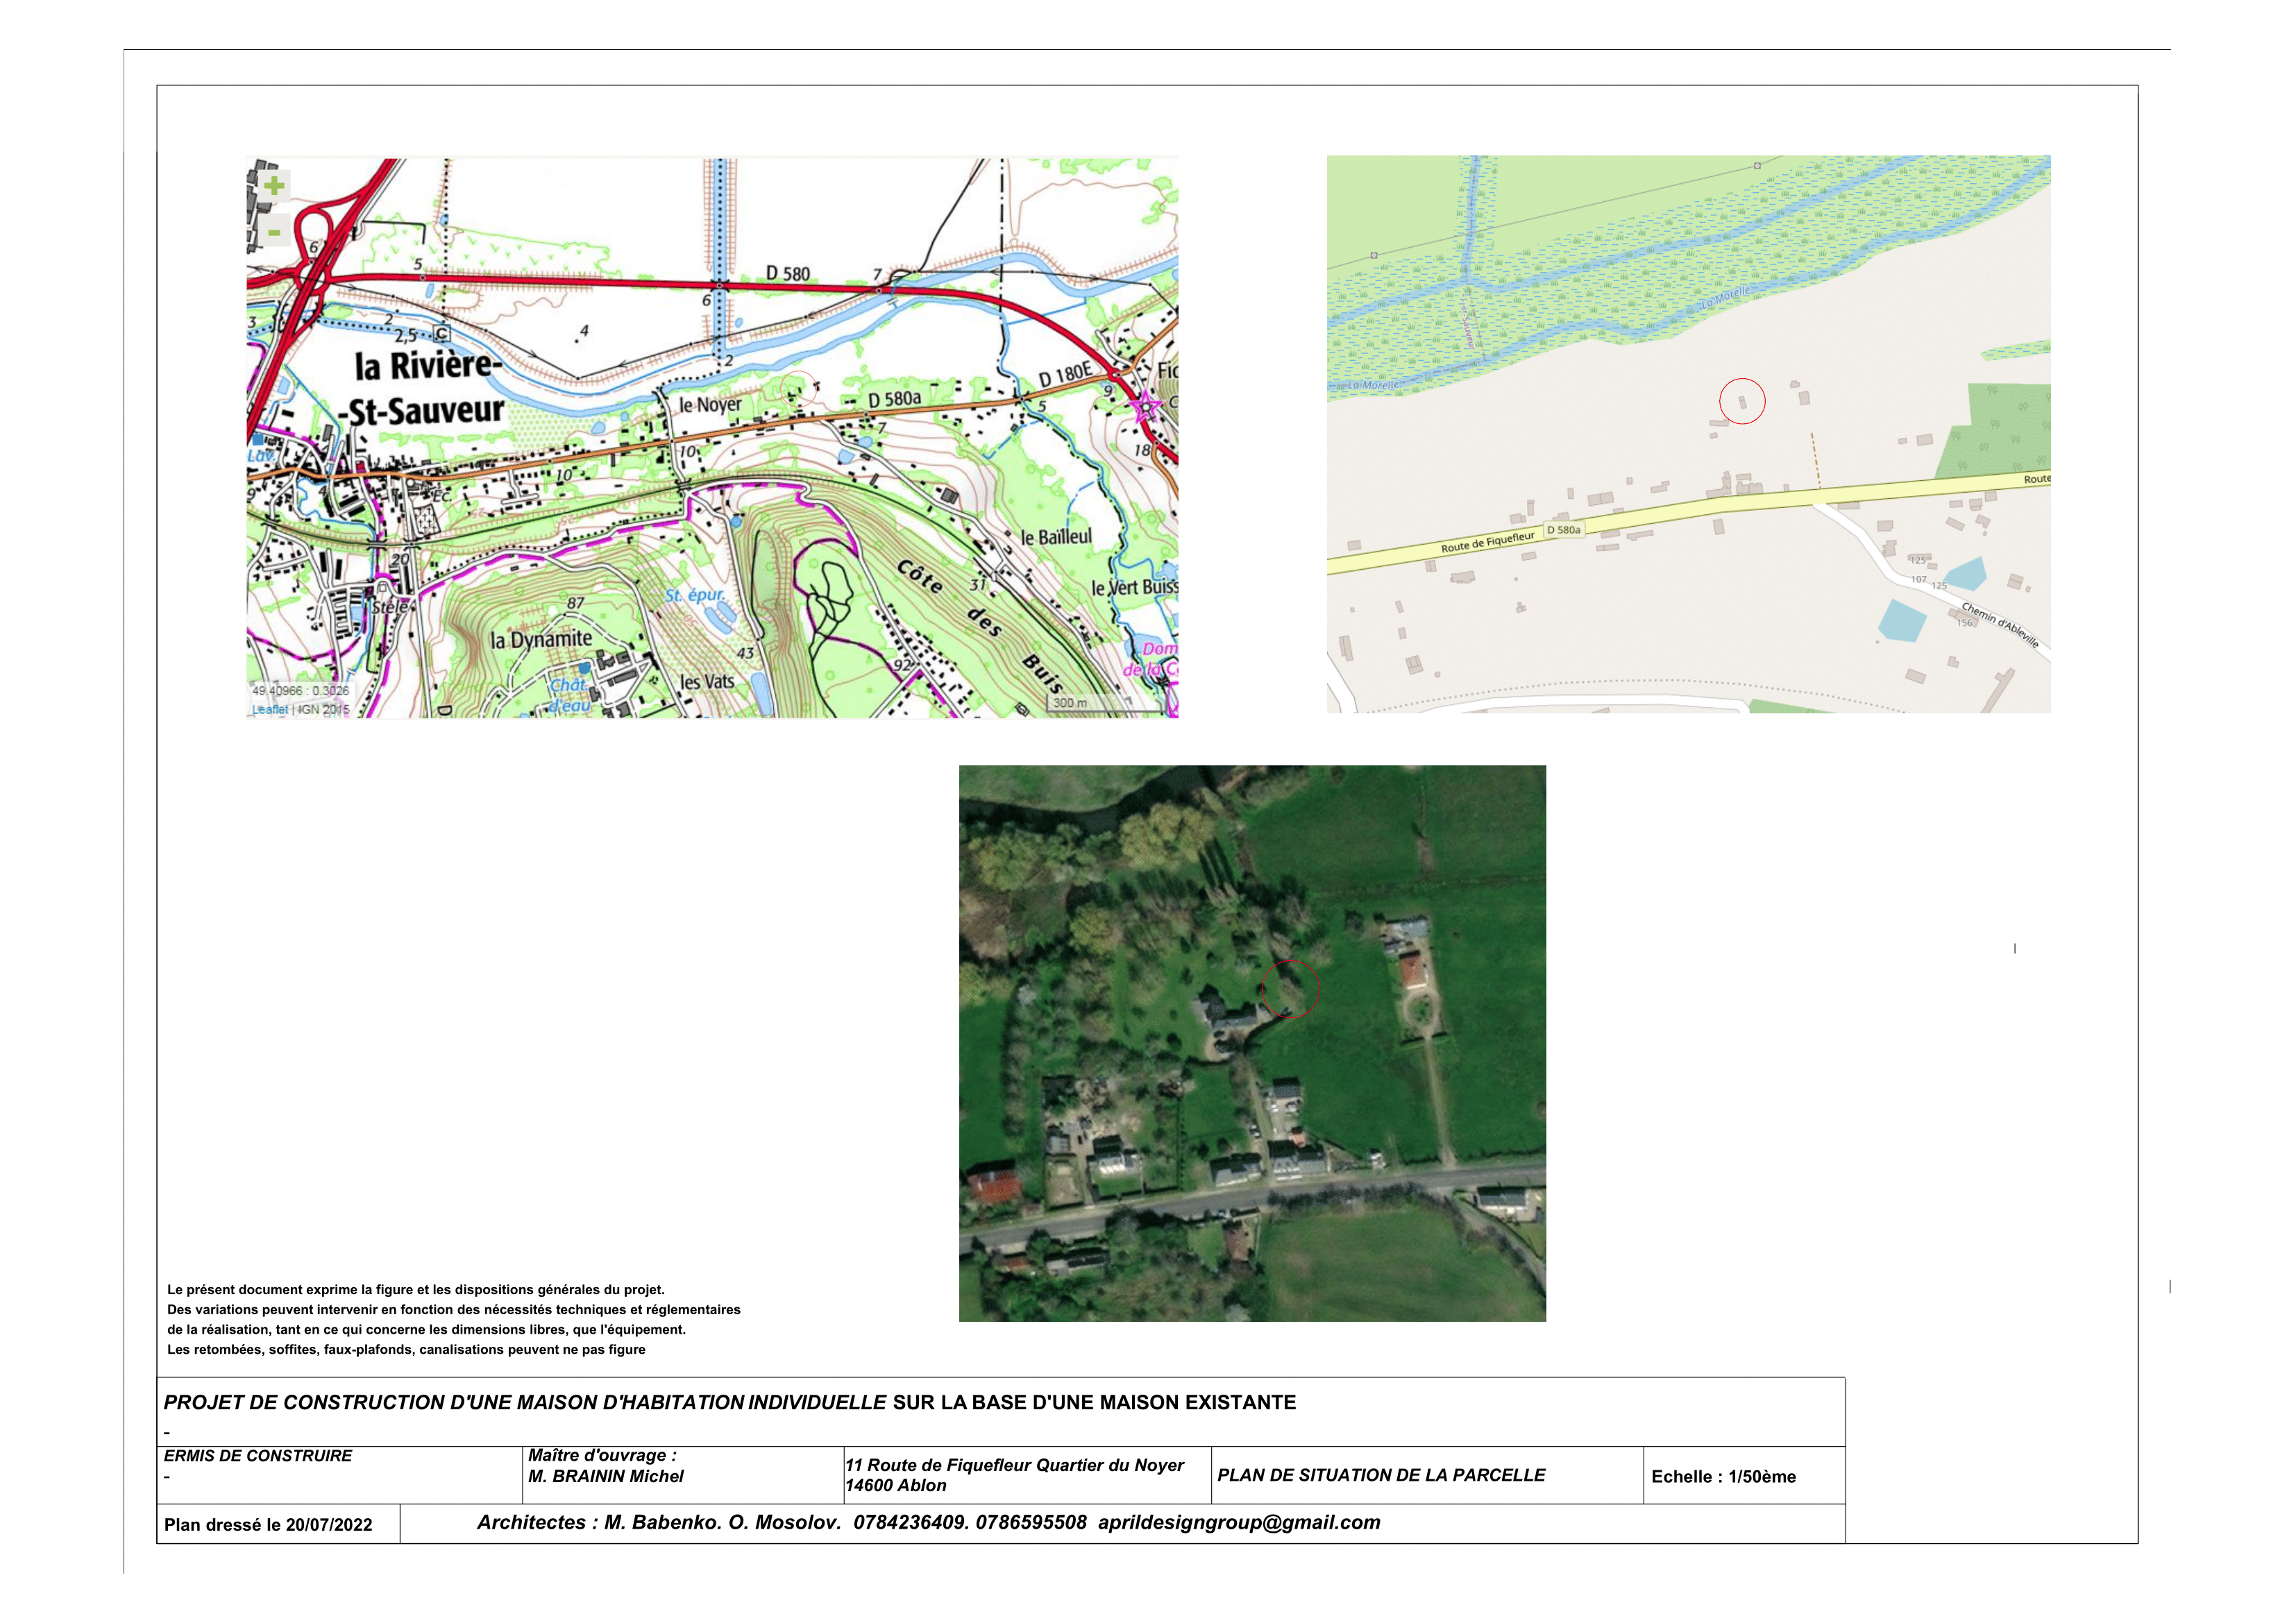 +
-
6
5
D 580
7
6
3
2
2,5
C
4
2
la Rivière-
-St-Sauveur
le Noyer
D 580a
D 180E
5
9
Fic
C
7
18
Lav.
10
10
9
4
Ec.
20
Stèle
87
la Dynamite
St. épur.
50
43
Chât.
d'eau
les Vats
92
Côte
des
Buis
31
le Bailleul
le Vert Buiss
Dom
de la C
49.40966 : 0.3026
Leaflet | IGN 2015
300 m
La Morelle
La Morelle
-Sauveur
Route
D 580a
Route de Fiquefleur
125
107
125
156
Chemin d'Ableville
Le présent document exprime la figure et les dispositions générales du projet.
Des variations peuvent intervenir en fonction des nécessités techniques et réglementaires
de la réalisation, tant en ce qui concerne les dimensions libres, que l'équipement.
Les retombées, soffites, faux-plafonds, canalisations peuvent ne pas figure
PROJET DE CONSTRUCTION D'UNE MAISON D'HABITATION INDIVIDUELLE SUR LA BASE D'UNE MAISON EXISTANTE
-
ERMIS DE CONSTRUIRE
-
Maître d'ouvrage :
M. BRAININ Michel
11 Route de Fiquefleur Quartier du Noyer
14600 Ablon
PLAN DE SITUATION DE LA PARCELLE
Echelle : 1/50ème
Plan dressé le 20/07/2022
Architectes : M. Babenko. O. Mosolov. 0784236409. 0786595508 aprildesigngroup@gmail.com